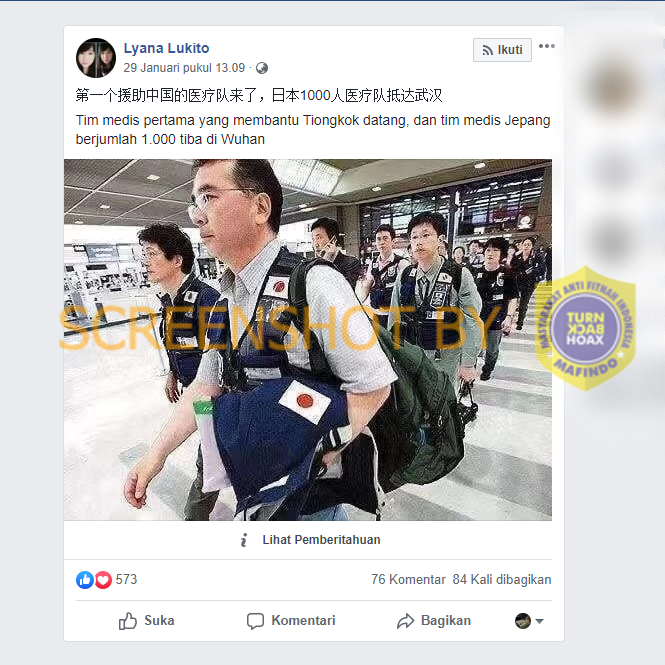 Lyana Lukito
Ikuti
29 Januari pukul 13.09 ·
第一个援助中国的医疗队来了，日本1000人医疗队抵达武汉
Tim medis pertama yang membantu Tiongkok datang, dan tim medis Jepang
berjumlah 1.000 tiba di Wuhan
SCREENSHOT BY
MASYARAKAT ANTI FITNAH INDONESIA
TURN
BACK
HOAX
MAFINDO
Lihat Pemberitahuan
573
76 Komentar 84 Kali dibagikan
Suka
Komentari
Bagikan